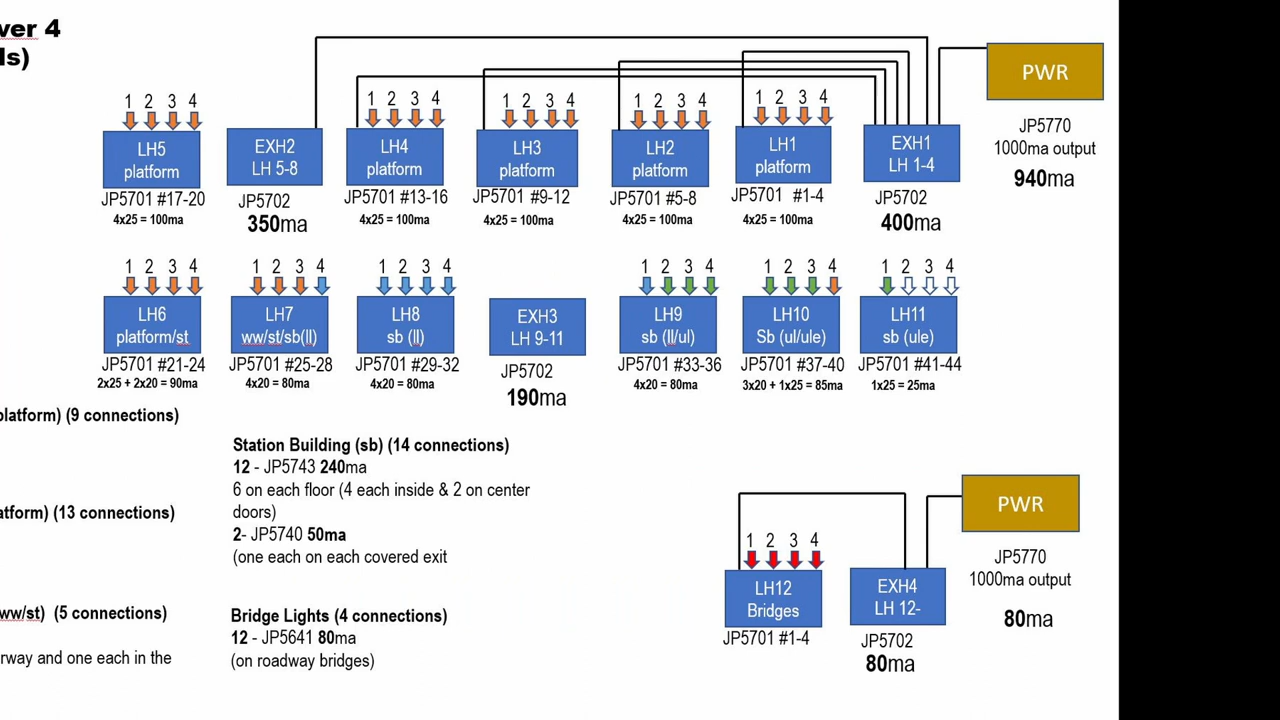 ver 4
ls)
PWR
JP5770
1000ma output
940ma
1 2 3 4
LH5
platform
JP5701 #17-20
4x25 = 100ma
EXH2
LH 5-8
JP5702
350ma
1 2 3 4
LH4
platform
JP5701 #13-16
4x25 = 100ma
1 2 3 4
LH3
platform
JP5701 #9-12
4x25 = 100ma
1 2 3 4
LH2
platform
JP5701 #5-8
4x25 = 100ma
1 2 3 4
LH1
platform
JP5701 #1-4
4x25 = 100ma
EXH1
LH 1-4
JP5702
400ma
1 2 3 4
LH6
platform/st
JP5701 #21-24
2x25 + 2x20 = 90ma
1 2 3 4
LH7
ww/st/sb(ll)
JP5701 #25-28
4x20 = 80ma
1 2 3 4
LH8
sb (ll)
JP5701 #29-32
4x20 = 80ma
EXH3
LH 9-11
JP5702
190ma
1 2 3 4
LH9
sb (ll/ul)
JP5701 #33-36
4x20 = 80ma
1 2 3 4
LH10
Sb (ul/ule)
JP5701 #37-40
3x20 + 1x25 = 85ma
1 2 3 4
LH11
sb (ule)
JP5701 #41-44
1x25 = 25ma
platform) (9 connections)
atform) (13 connections)
ww/st) (5 connections)
rway and one each in the
Station Building (sb) (14 connections)
12 - JP5743 240ma
6 on each floor (4 each inside & 2 on center
doors)
2- JP5740 50ma
(one each on each covered exit
Bridge Lights (4 connections)
12 - JP5641 80ma
(on roadway bridges)
1 2 3 4
LH12
Bridges
JP5701 #1-4
EXH4
LH 12-
JP5702
80ma
PWR
JP5770
1000ma output
80ma